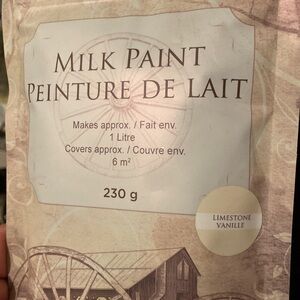 MILK PAINT
PEINTURE DE LAIT
Makes approx. / Fait env.
1 Litre
Covers approx. / Couvre env.
6 m²
230 g
LIMESTONE
VANILLE